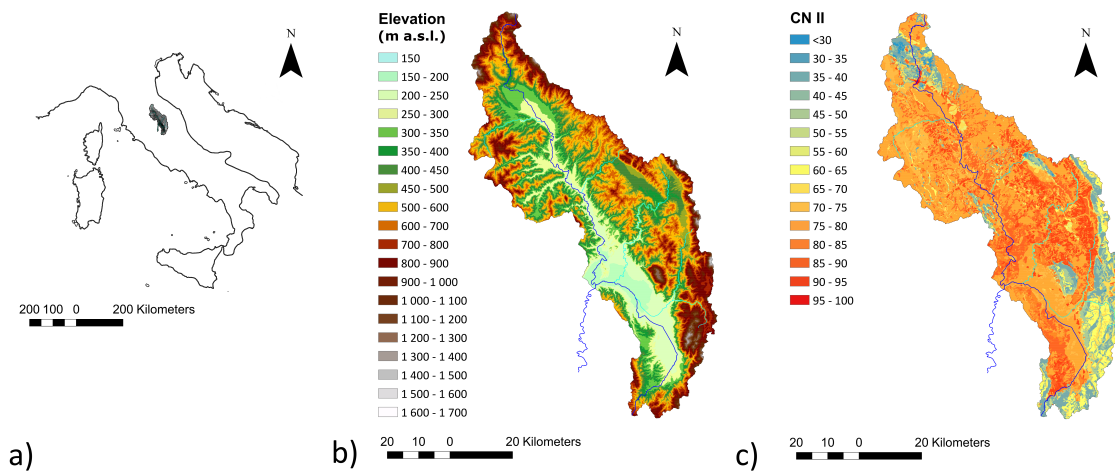 N
200 100 0 200 Kilometers
a)
Elevation
(m a.s.l.)
150
150 - 200
200 - 250
250 - 300
300 - 350
350 - 400
400 - 450
450 - 500
500 - 600
600 - 700
700 - 800
800 - 900
900 - 1 000
1 000 - 1 100
1 100 - 1 200
1 200 - 1 300
1 300 - 1 400
1 400 - 1 500
1 500 - 1 600
1 600 - 1 700
N
20 10 0 20 Kilometers
b)
CN II
<30
30 - 35
35 - 40
40 - 45
45 - 50
50 - 55
55 - 60
60 - 65
65 - 70
70 - 75
75 - 80
80 - 85
85 - 90
90 - 95
95 - 100
N
20 10 0 20 Kilometers
c)